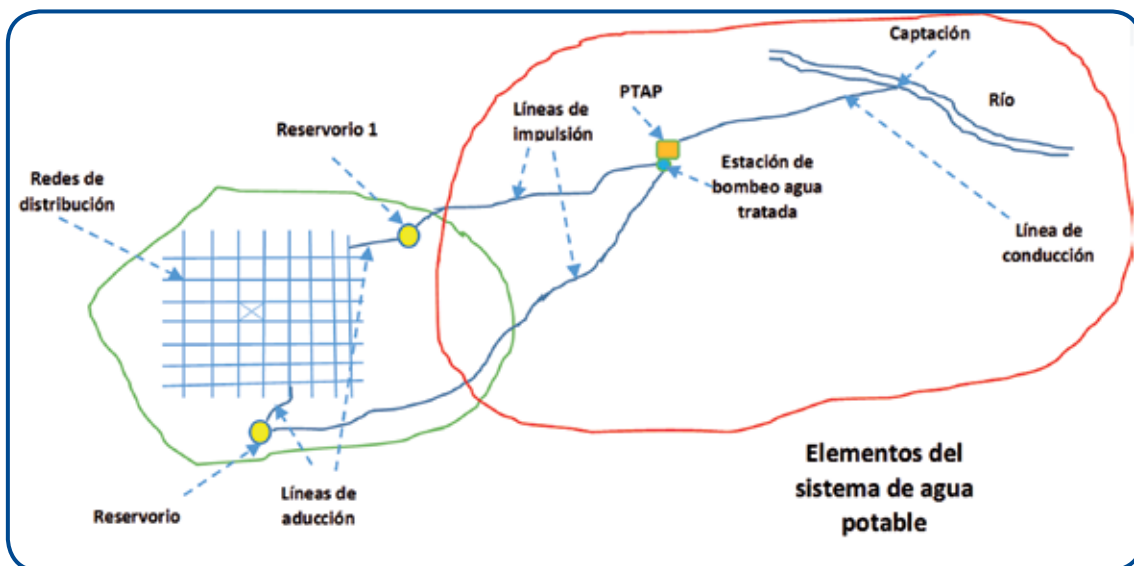 Captación
Río
PTAP
Líneas de
impulsión
Reservorio 1
Redes de
distribución
Estación de
bombeo agua
tratada
Línea de
conducción
Reservorio
Líneas de
aducción
Elementos del
sistema de agua
potable